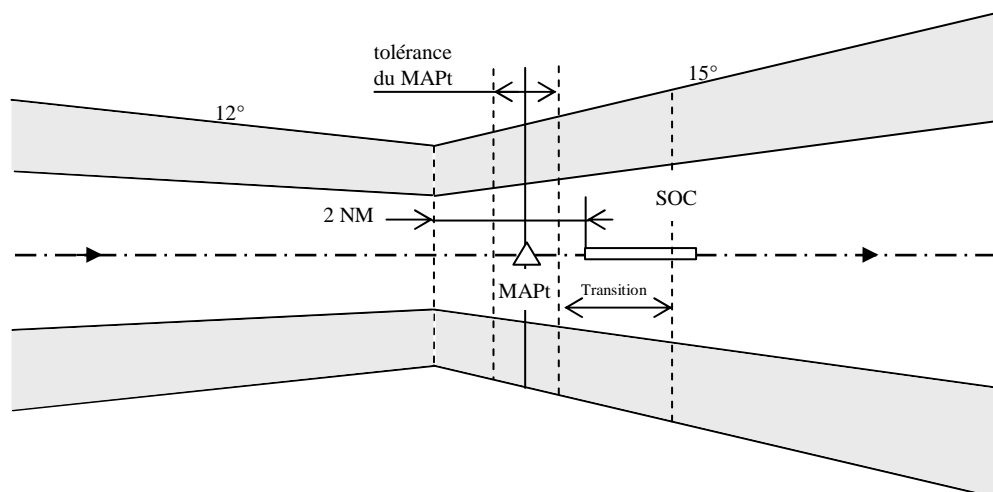 tolérance
du MAPt
15°
12°
2 NM
SOC
MAPt
Transition